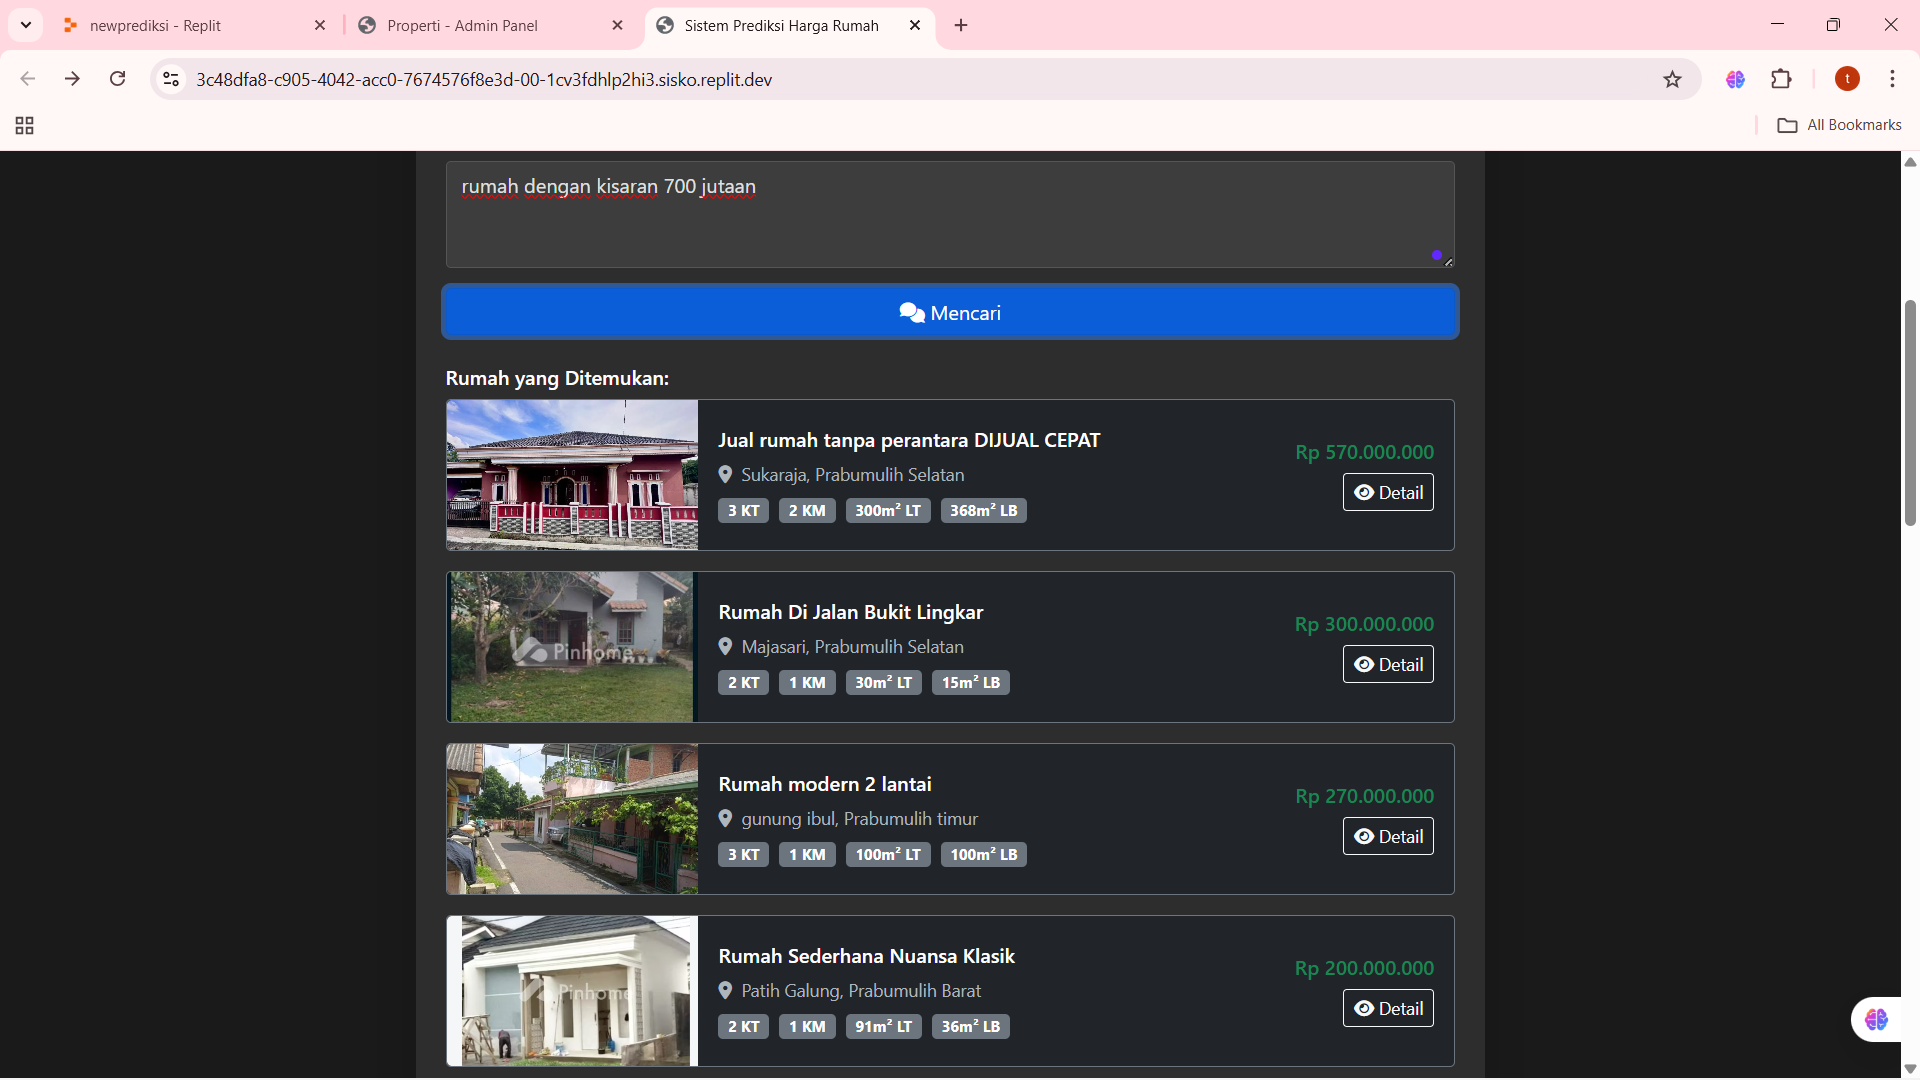 newprediksi - Replit
Properti - Admin Panel
Sistem Prediksi Harga Rumah
3c48dfa8-c905-4042-acc0-7674576f8e3d-00-1cv3fdhlp2hi3.sisko.replit.dev
t
All Bookmarks
rumah dengan kisaran 700 jutaan
Mencari
Rumah yang Ditemukan:
Jual rumah tanpa perantara DIJUAL CEPAT
Sukaraja, Prabumulih Selatan
3 KT 2 KM 300m² LT 368m² LB
Rp 570.000.000
Detail
Pinhome
Rumah Di Jalan Bukit Lingkar
Majasari, Prabumulih Selatan
2 KT 1 KM 30m² LT 15m² LB
Rp 300.000.000
Detail
Rumah modern 2 lantai
gunung ibul, Prabumulih timur
3 KT 1 KM 100m² LT 100m² LB
Rp 270.000.000
Detail
Pinhome
Rumah Sederhana Nuansa Klasik
Patih Galung, Prabumulih Barat
2 KT 1 KM 91m² LT 36m² LB
Rp 200.000.000
Detail